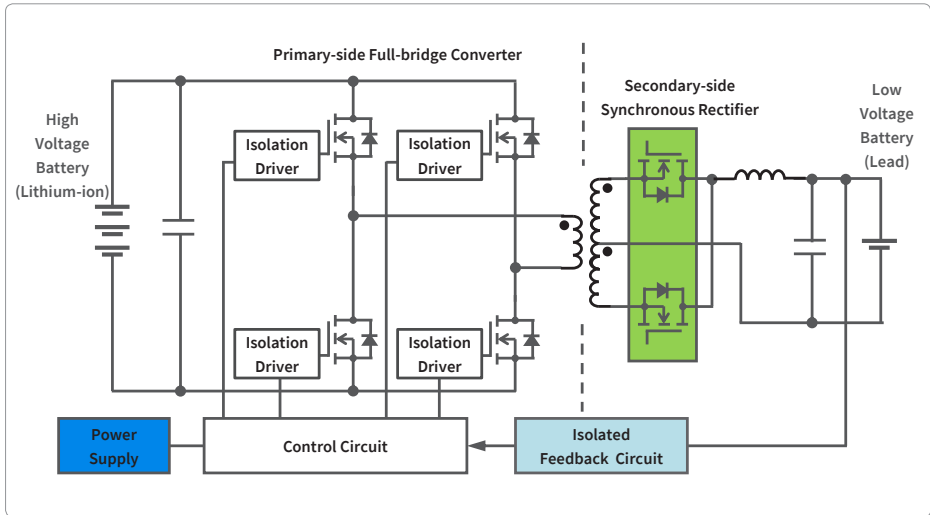 Primary-side Full-bridge Converter
Secondary-side
Synchronous Rectifier
Low
Voltage
Battery
(Lead)
High
Voltage
Battery
(Lithium-ion)
Isolation
Driver
Isolation
Driver
Isolation
Driver
Isolation
Driver
Power
Supply
Control Circuit
Isolated
Feedback Circuit